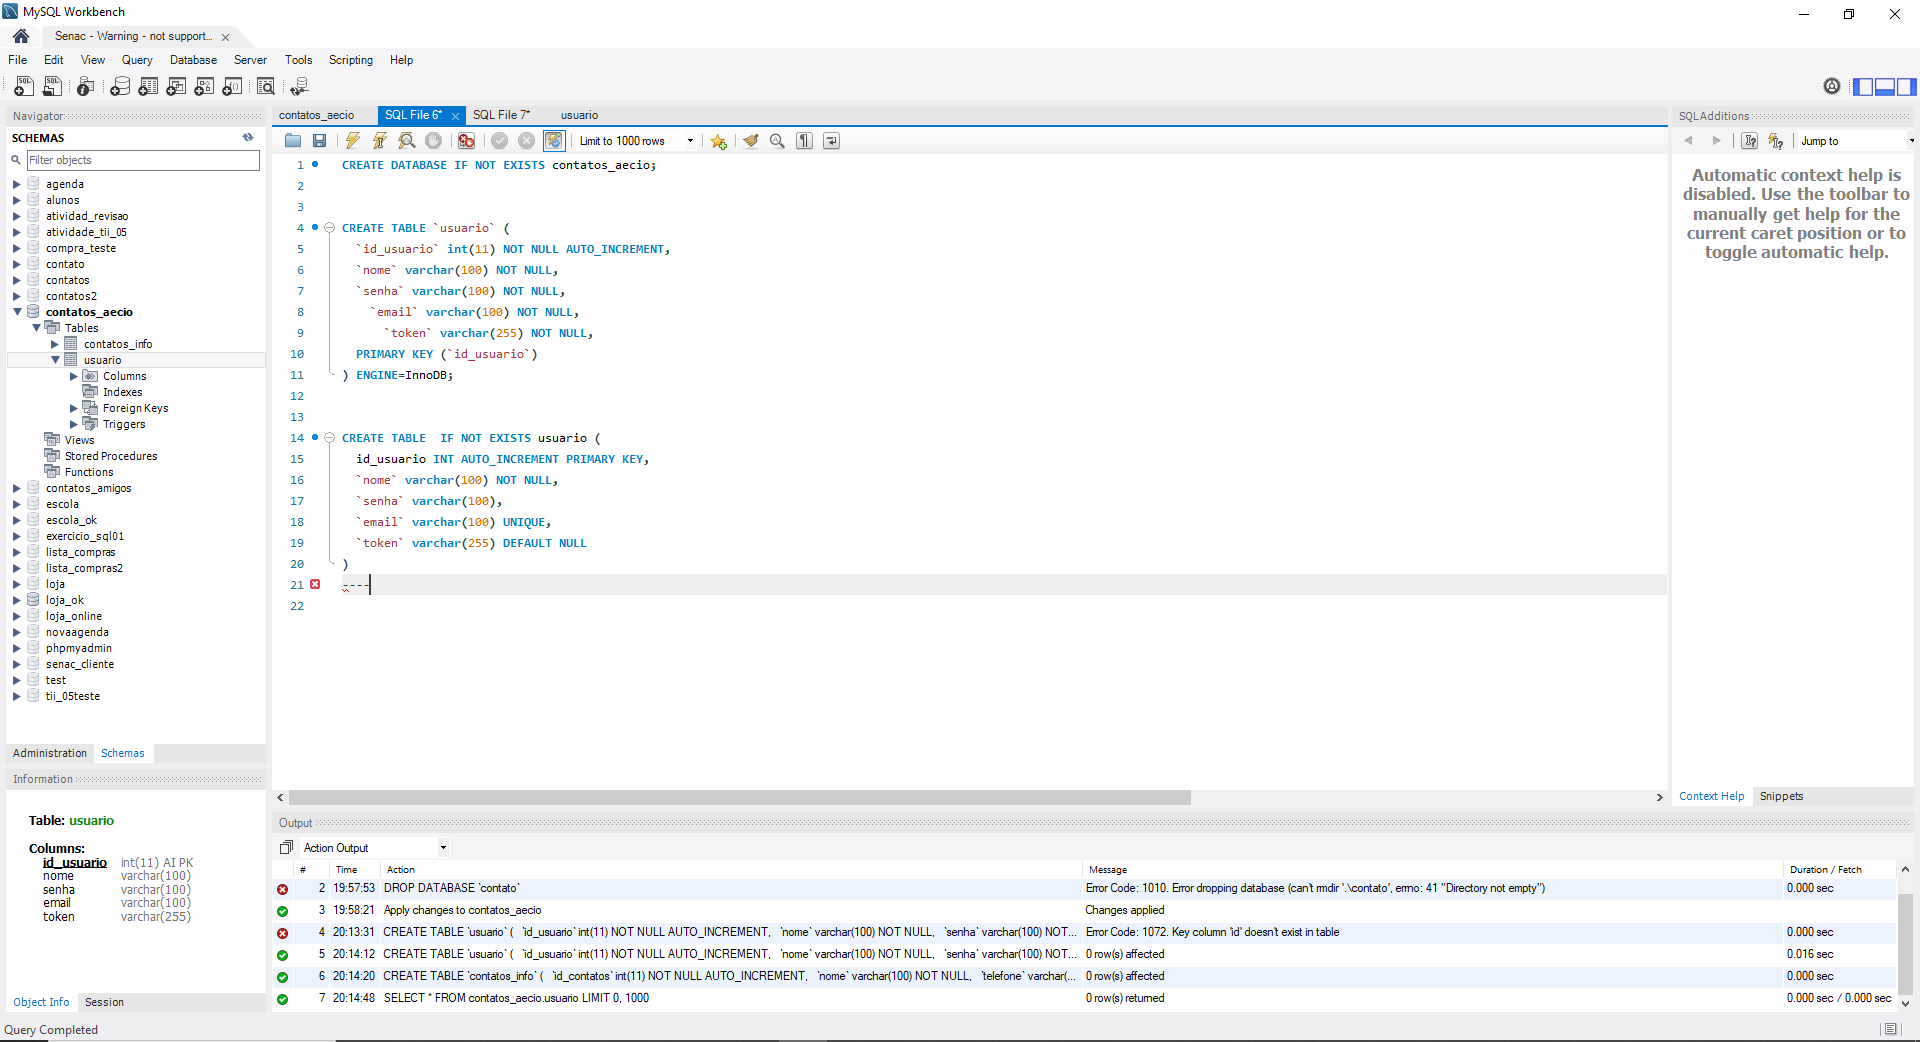 MySQL Workbench
Senac - Warning - not support...
File Edit View Query Database Server Tools Scripting Help
Navigator
SCHEMAS
Filter objects
agenda
alunos
atividad_revisao
atividade_tii_05
compra_teste
contato
contatos
contatos2
contatos_aecio
Tables
contatos_info
usuario
Columns
Indexes
Foreign Keys
Triggers
Views
Stored Procedures
Functions
contatos_amigos
escola
escola_ok
exercicio_sql01
lista_compras
lista_compras2
loja
loja_ok
loja_online
novaagenda
phpmyadmin
senac_cliente
test
tii_05teste
Administration Schemas
Information
Table: usuario
Columns:
id_usuario int(11) AI PK
nome varchar(100)
senha varchar(100)
email varchar(100)
token varchar(255)
Object Info Session
contatos_aecio SQL File 6* SQL File 7* usuario
Limit to 1000 rows
1 CREATE DATABASE IF NOT EXISTS contatos_aecio;
2
3
4 CREATE TABLE `usuario` (
5 `id_usuario` int(11) NOT NULL AUTO_INCREMENT,
6 `nome` varchar(100) NOT NULL,
7 `senha` varchar(100) NOT NULL,
8 `email` varchar(100) NOT NULL,
9 `token` varchar(255) NOT NULL,
10 PRIMARY KEY (`id_usuario`)
11 ) ENGINE=InnoDB;
12
13
14 CREATE TABLE  IF NOT EXISTS usuario (
15 id_usuario INT AUTO_INCREMENT PRIMARY KEY,
16 `nome` varchar(100) NOT NULL,
17 `senha` varchar(100),
18 `email` varchar(100) UNIQUE,
19 `token` varchar(255) DEFAULT NULL
20 )
21 ----
22
SQLAdditions
Jump to
Automatic context help is
disabled. Use the toolbar to
manually get help for the
current caret position or to
toggle automatic help.
Context Help Snippets
Output
Action Output
# Time Action Message Duration / Fetch
2 19:57:53 DROP DATABASE `contato` Error Code: 1010. Error dropping database (can't rmdir '.\contato', errno: 41 "Directory not empty") 0.000 sec
3 19:58:21 Apply changes to contatos_aecio Changes applied
4 20:13:31 CREATE TABLE `usuario` (   `id_usuario` int(11) NOT NULL AUTO_INCREMENT,   `nome` varchar(100) NOT NULL,   `senha` varchar(100) NOT... Error Code: 1072. Key column 'id' doesn't exist in table 0.000 sec
5 20:14:12 CREATE TABLE `usuario` (   `id_usuario` int(11) NOT NULL AUTO_INCREMENT,   `nome` varchar(100) NOT NULL,   `senha` varchar(100) NOT... 0 row(s) affected 0.016 sec
6 20:14:20 CREATE TABLE `contatos_info` (   `id_contatos` int(11) NOT NULL AUTO_INCREMENT,   `nome` varchar(100) NOT NULL,   `telefone` varchar(... 0 row(s) affected 0.000 sec
7 20:14:48 SELECT * FROM contatos_aecio.usuario LIMIT 0, 1000 0 row(s) returned 0.000 sec / 0.000 sec
Query Completed